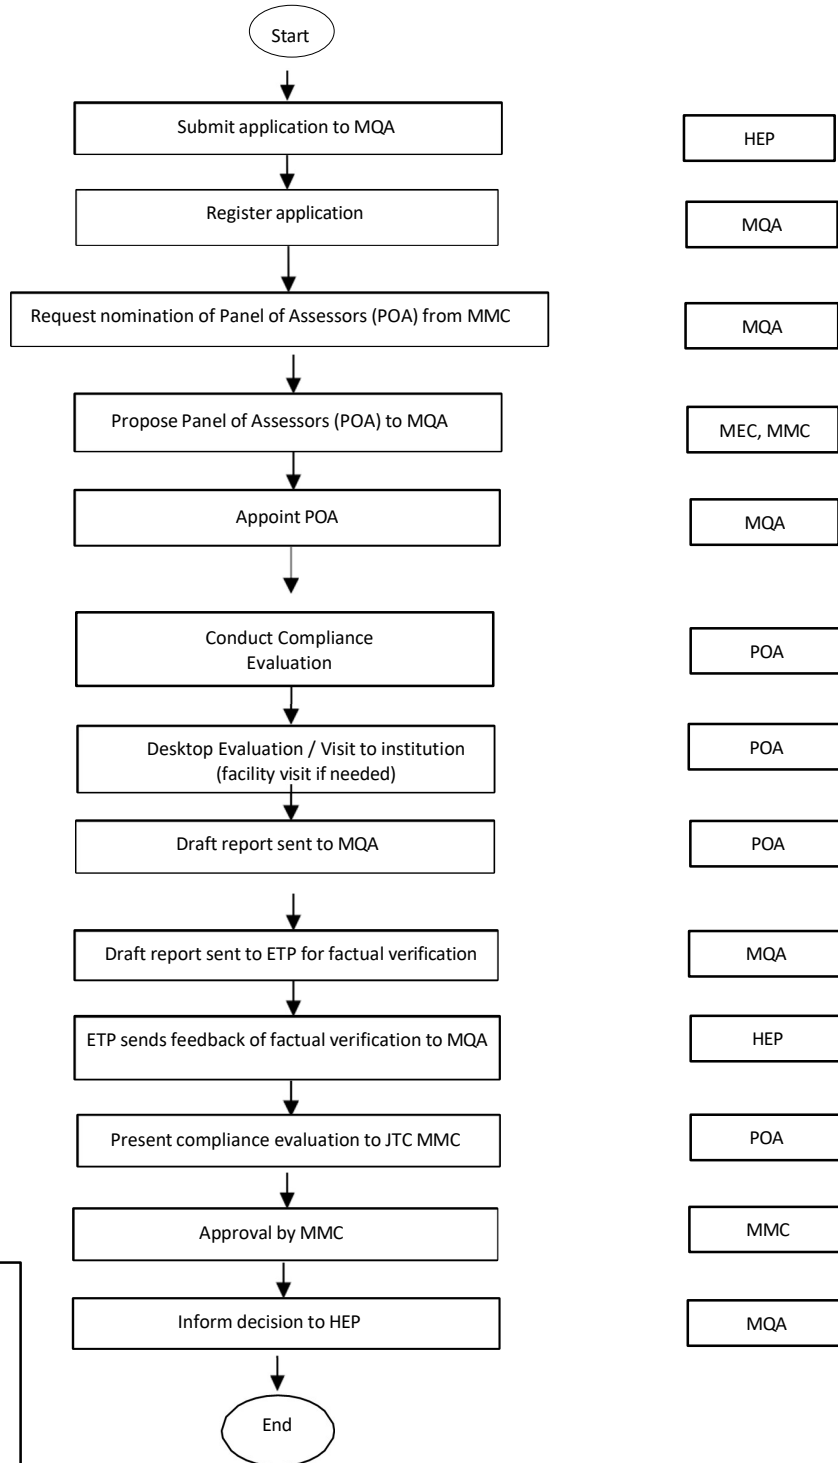 Start
Submit application to MQA
HEP
Register application
MQA
Request nomination of Panel of Assessors (POA) from MMC
MQA
Propose Panel of Assessors (POA) to MQA
MEC, MMC
Appoint POA
MQA
Conduct Compliance
Evaluation
POA
Desktop Evaluation / Visit to institution
(facility visit if needed)
POA
Draft report sent to MQA
POA
Draft report sent to ETP for factual verification
MQA
ETP sends feedback of factual verification to MQA
HEP
Present compliance evaluation to JTC MMC
POA
Approval by MMC
MMC
Inform decision to HEP
MQA
End